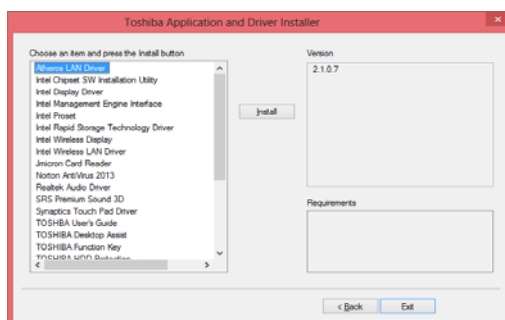 Toshiba Application and Driver Installer
Choose an item and press the Install button
Atheros LAN Driver
Intel Chipset SW Installation Utility
Intel Display Driver
Intel Management Engine Interface
Intel Proset
Intel Rapid Storage Technology Driver
Intel Wireless Display
Intel Wireless LAN Driver
Jmicron Card Reader
Norton AntiVirus 2013
Realtek Audio Driver
SRS Premium Sound 3D
Synaptics Touch Pad Driver
TOSHIBA User's Guide
TOSHIBA Desktop Assist
TOSHIBA Function Key
TOSHIBA HDD Protection
Install
Version
2.1.0.7
Requirements
< Back
Exit